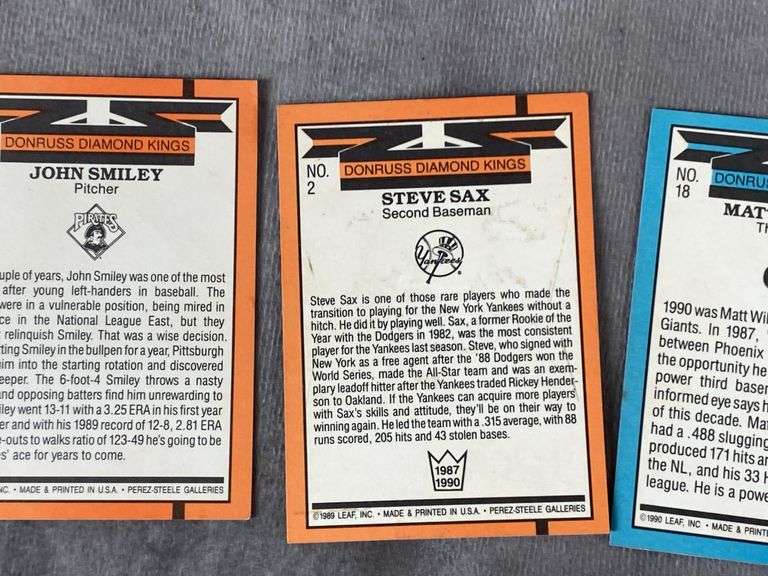 DONRUSS DIAMOND KINGS
JOHN SMILEY
Pitcher
PIRATES
uple of years, John Smiley was one of the most
after young left-handers in baseball. The
were in a vulnerable position, being mired in
ce in the National League East, but they
relinquish Smiley. That was a wise decision.
ting Smiley in the bullpen for a year, Pittsburgh
im into the starting rotation and discovered
eeper. The 6-foot-4 Smiley throws a nasty
and opposing batters find him unrewarding to
iley went 13-11 with a 3.25 ERA in his first year
er and with his 1989 record of 12-8, 2.81 ERA
e-outs to walks ratio of 123-49 he's going to be
es' ace for years to come.
NC. • MADE & PRINTED IN U.S.A. • PEREZ-STEELE GALLERIES
NO.
2
DONRUSS DIAMOND KINGS
STEVE SAX
Second Baseman
Yankees
Steve Sax is one of those rare players who made the
transition to playing for the New York Yankees without a
hitch. He did it by playing well. Sax, a former Rookie of the
Year with the Dodgers in 1982, was the most consistent
player for the Yankees last season. Steve, who signed with
New York as a free agent after the '88 Dodgers won the
World Series, made the All-Star team and was an exem-
plary leadoff hitter after the Yankees traded Rickey Hender-
son to Oakland. If the Yankees can acquire more players
with Sax's skills and attitude, they'll be on their way to
winning again. He led the team with a .315 average, with 88
runs scored, 205 hits and 43 stolen bases.
1987
1990
©1989 LEAF, INC. • MADE & PRINTED IN U.S.A. • PEREZ-STEELE GALLERIES
NO.
18
DONRUS
MAT
Th
1990 was Matt Wil
Giants. In 1987,
between Phoenix
the opportunity he
power third baser
informed eye says h
of this decade. Mat
had a .488 slugging
produced 171 hits an
the NL, and his 33 H
league. He is a powe
©1990 LEAF, INC. • MADE & PRINTE